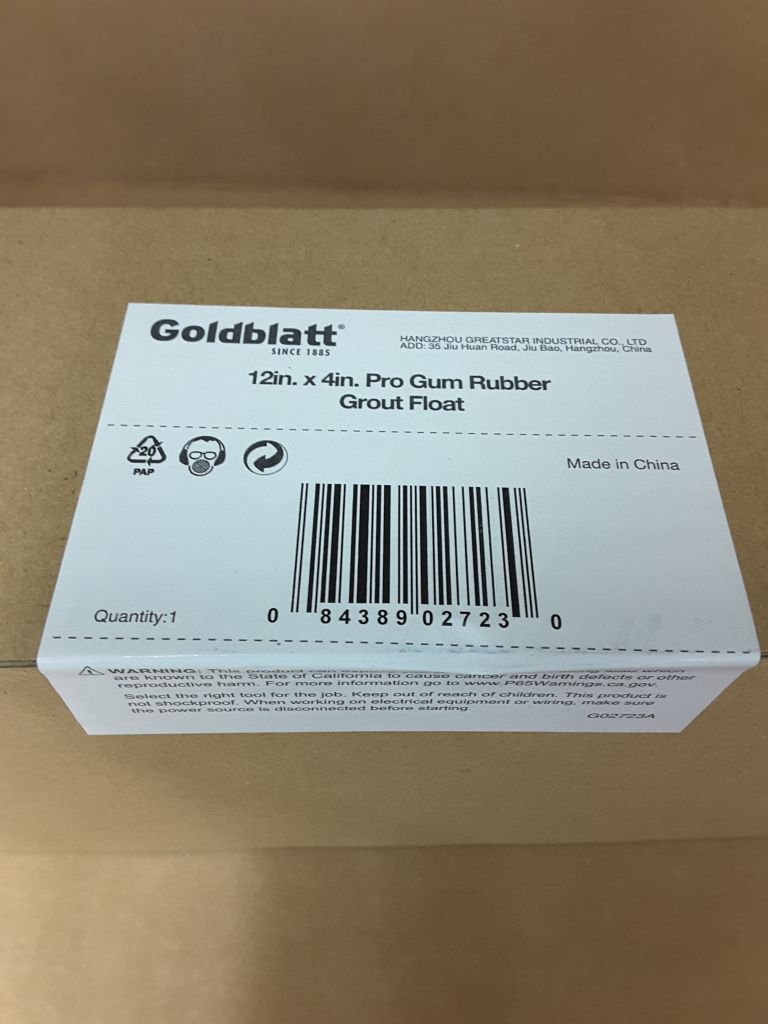 Goldblatt®
SINCE 1885
HANGZHOU GREATSTAR INDUSTRIAL CO., LTD
ADD: 35 Jiu Huan Road, Jiu Bao, Hangzhou, China
12in. x 4in. Pro Gum Rubber
Grout Float
20
PAP
Made in China
Quantity:1
0 84389 02723 0
WARNING: This product can which
are known to the State of California to cause cancer and birth defects or other
reproductive harm. For more information go to www.P65Warnings.ca.gov.
Select the right tool for the job. Keep out of reach of children. This product is
not shockproof. When working on electrical equipment or wiring, make sure
the power source is disconnected before starting.
G02723A